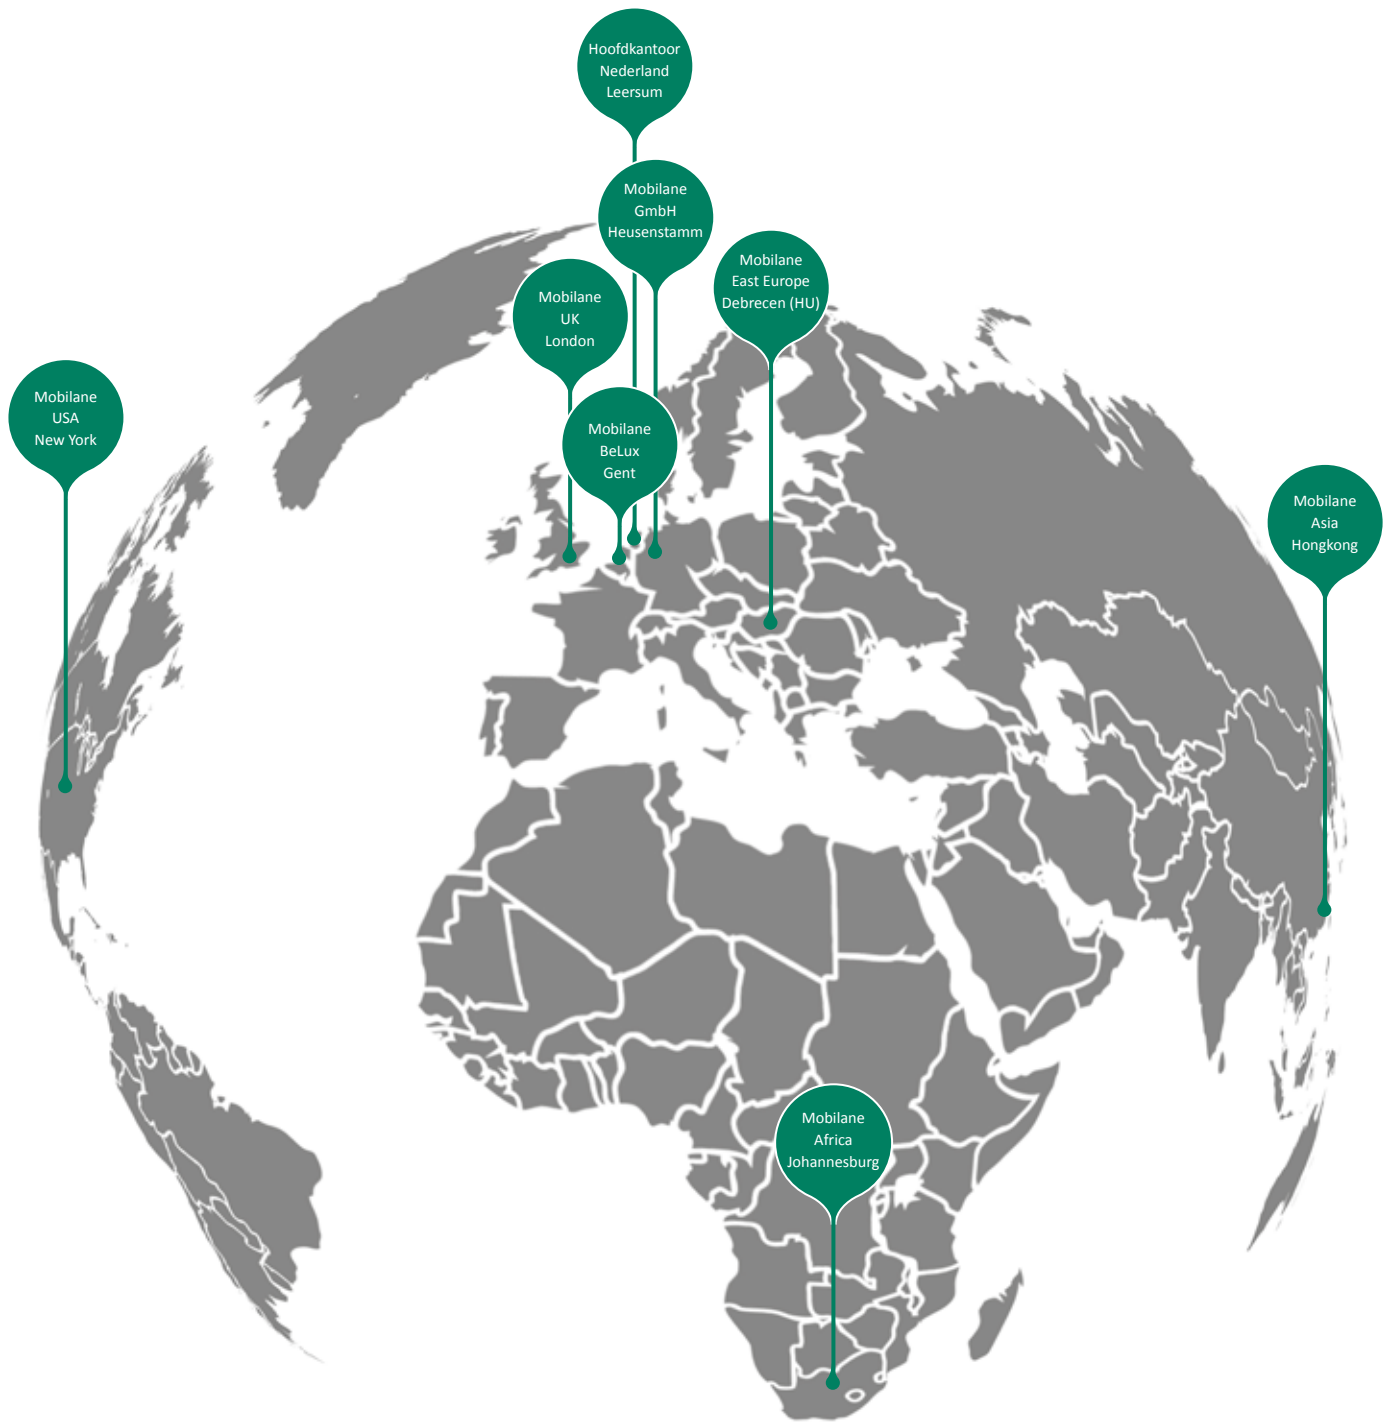 Hoofdkantoor
Nederland
Leersum
Mobilane
GmbH
Heusenstamm
Mobilane
East Europe
Debrecen (HU)
Mobilane
UK
London
Mobilane
USA
New York
Mobilane
BeLux
Gent
Mobilane
Asia
Hongkong
Mobilane
Africa
Johannesburg